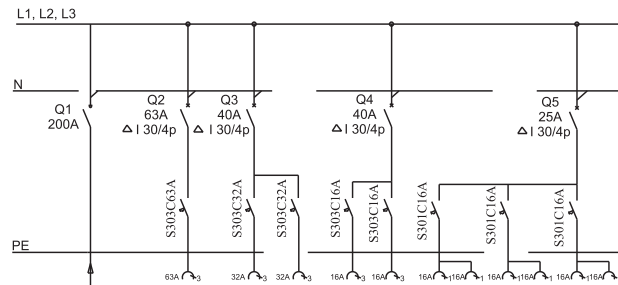 L1, L2, L3
N
Q1
200A
Q2
63A
Δ I 30/4p
Q3
40A
Δ I 30/4p
Q4
40A
Δ I 30/4p
Q5
25A
Δ I 30/4p
S303C63A
S303C32A
S303C32A
S303C16A
S303C16A
S301C16A
S301C16A
S301C16A
PE
63A 3
32A 3
32A 3
16A 3
16A 3
16A 1
16A 1
16A 1
16A 1
16A 1
16A 1